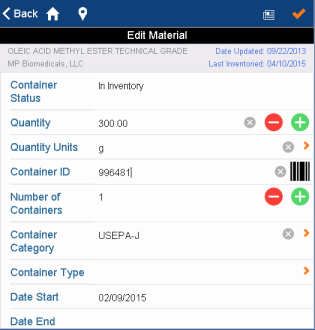 Back
Edit Material
OLEIC ACID METHYL ESTER TECHNICAL GRADE Date Updated: 09/22/2013
MP Biomedicals, LLC Last Inventoried: 04/10/2015
Container Status In Inventory
Quantity 300.00
Quantity Units g
Container ID 996481
Number of Containers 1
Container Category USEPA-J
Container Type
Date Start 02/09/2015
Date End